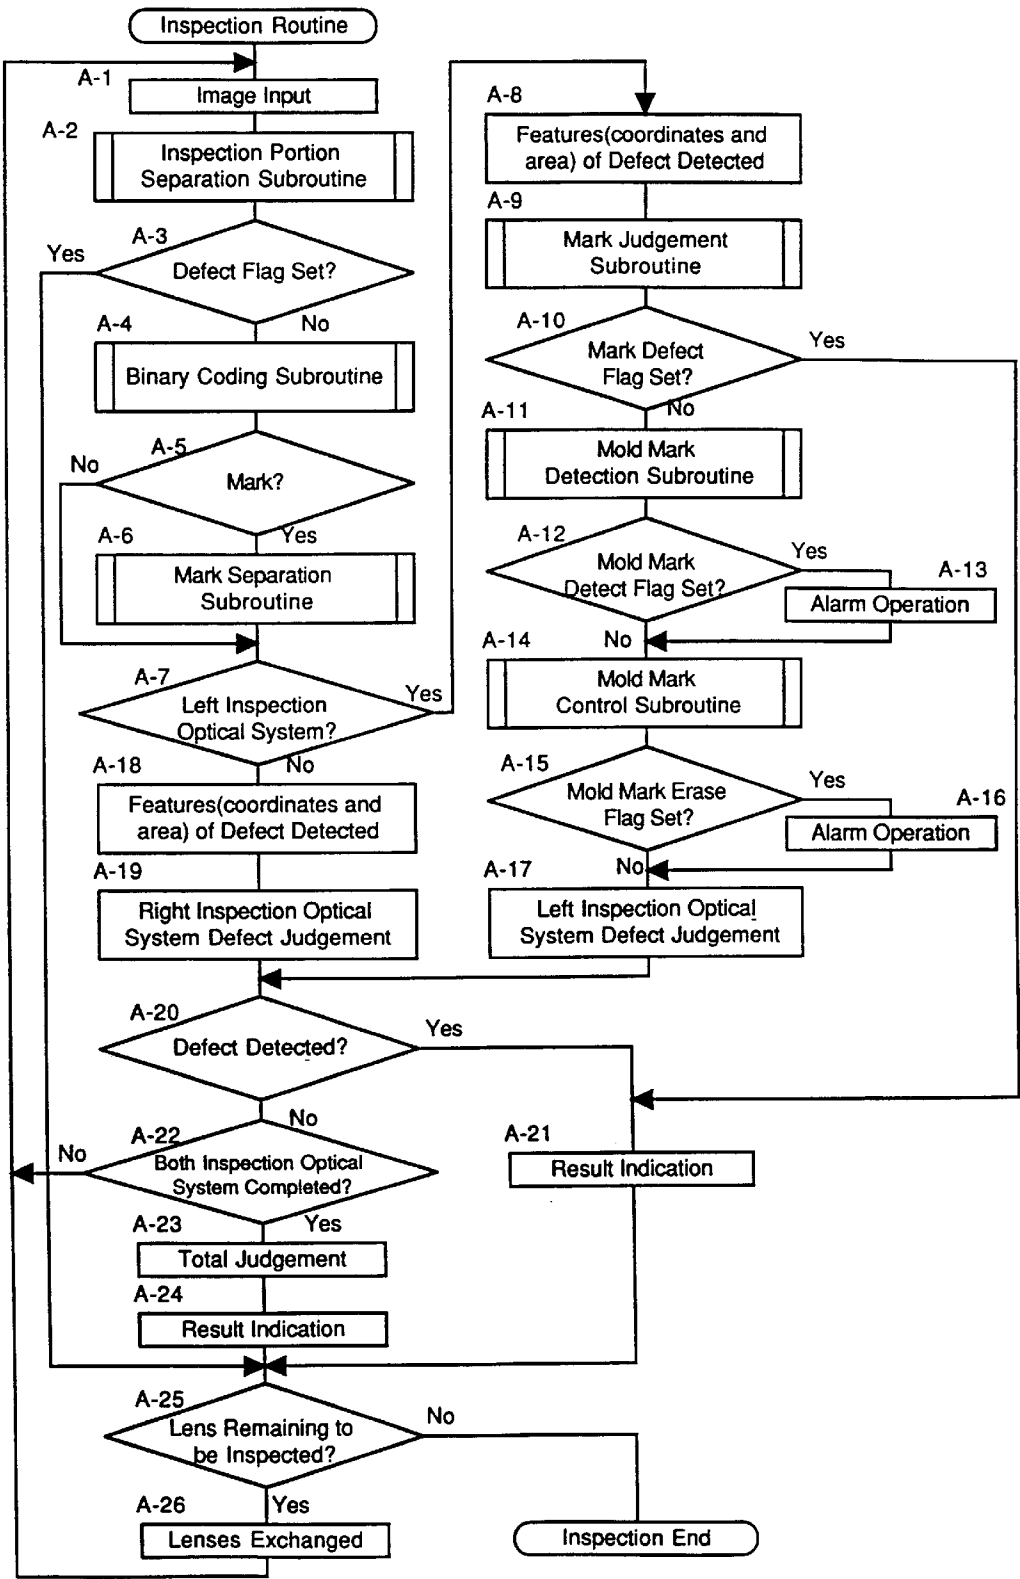 Inspection Routine
A-1
Image Input
A-2
Inspection Portion
Separation Subroutine
A-3
Yes
Defect Flag Set?
No
A-4
Binary Coding Subroutine
A-5
No
Mark?
Yes
A-6
Mark Separation
Subroutine
A-7
Yes
Left Inspection
Optical System?
No
A-18
Features(coordinates and
area) of Defect Detected
A-19
Right Inspection Optical
System Defect Judgement
A-8
Features(coordinates and
area) of Defect Detected
A-9
Mark Judgement
Subroutine
A-10
Yes
Mark Defect
Flag Set?
No
A-11
Mold Mark
Detection Subroutine
A-12
Yes
Mold Mark
Detect Flag Set?
A-13
Alarm Operation
No
A-14
Mold Mark
Control Subroutine
A-15
Yes
Mold Mark Erase
Flag Set?
A-16
Alarm Operation
No
A-17
Left Inspection Optical
System Defect Judgement
A-20
Yes
Defect Detected?
No
A-21
Result Indication
A-22
No
Both Inspection Optical
System Completed?
Yes
A-23
Total Judgement
A-24
Result Indication
A-25
No
Lens Remaining to
be Inspected?
Yes
A-26
Lenses Exchanged
Inspection End